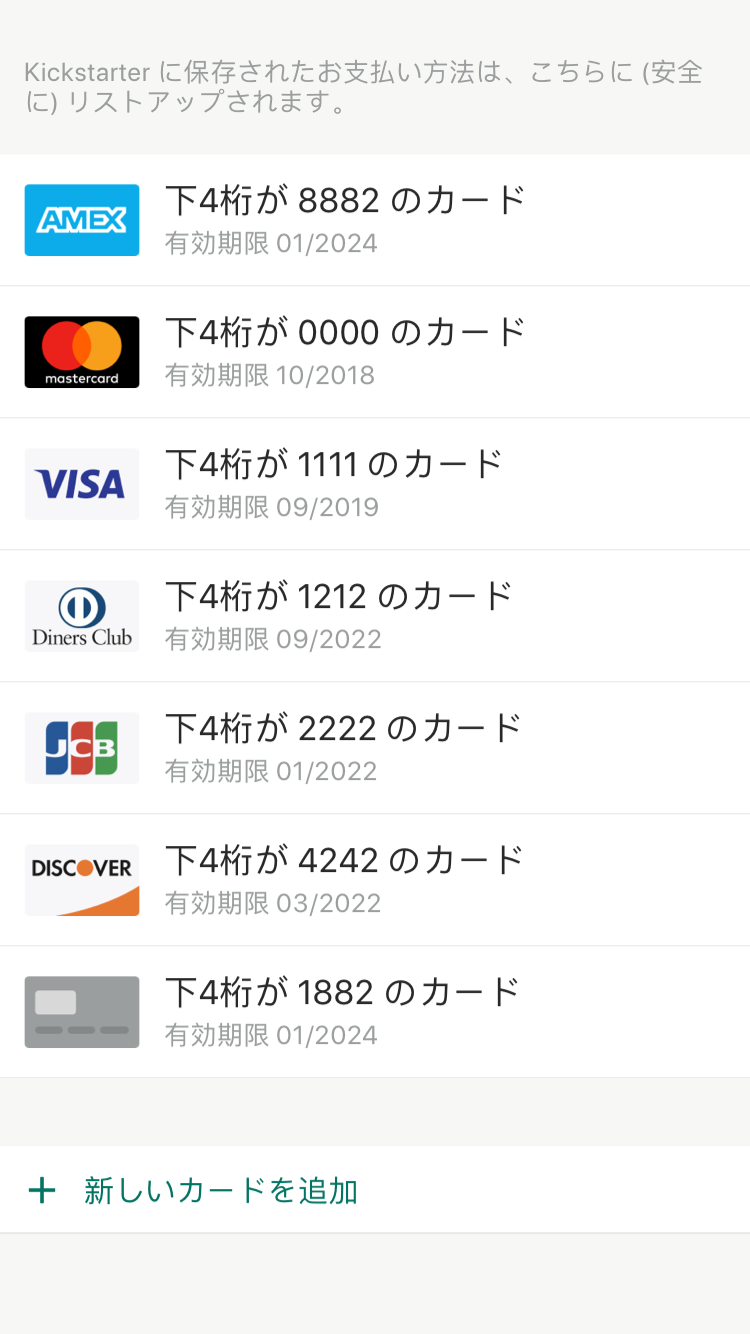 Kickstarter に保存されたお支払い方法は、こちらに (安全
に) リストアップされます。
AMEX
下4桁が 8882 のカード
有効期限 01/2024
mastercard
下4桁が 0000 のカード
有効期限 10/2018
VISA
下4桁が 1111 のカード
有効期限 09/2019
Diners Club
下4桁が 1212 のカード
有効期限 09/2022
JCB
下4桁が 2222 のカード
有効期限 01/2022
DISCOVER
下4桁が 4242 のカード
有効期限 03/2022
下4桁が 1882 のカード
有効期限 01/2024
+ 新しいカードを追加